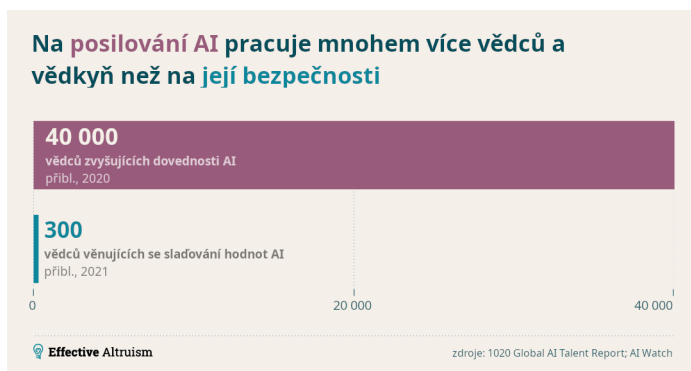 Na posilování AI pracuje mnohem více vědců a
vědkyň než na její bezpečnosti
40 000
vědců zvyšujících dovednosti AI
přibl., 2020
300
vědců věnujících se slaďování hodnot AI
přibl., 2021
0 20 000 40 000
Effective Altruism
zdroje: 1020 Global AI Talent Report; AI Watch